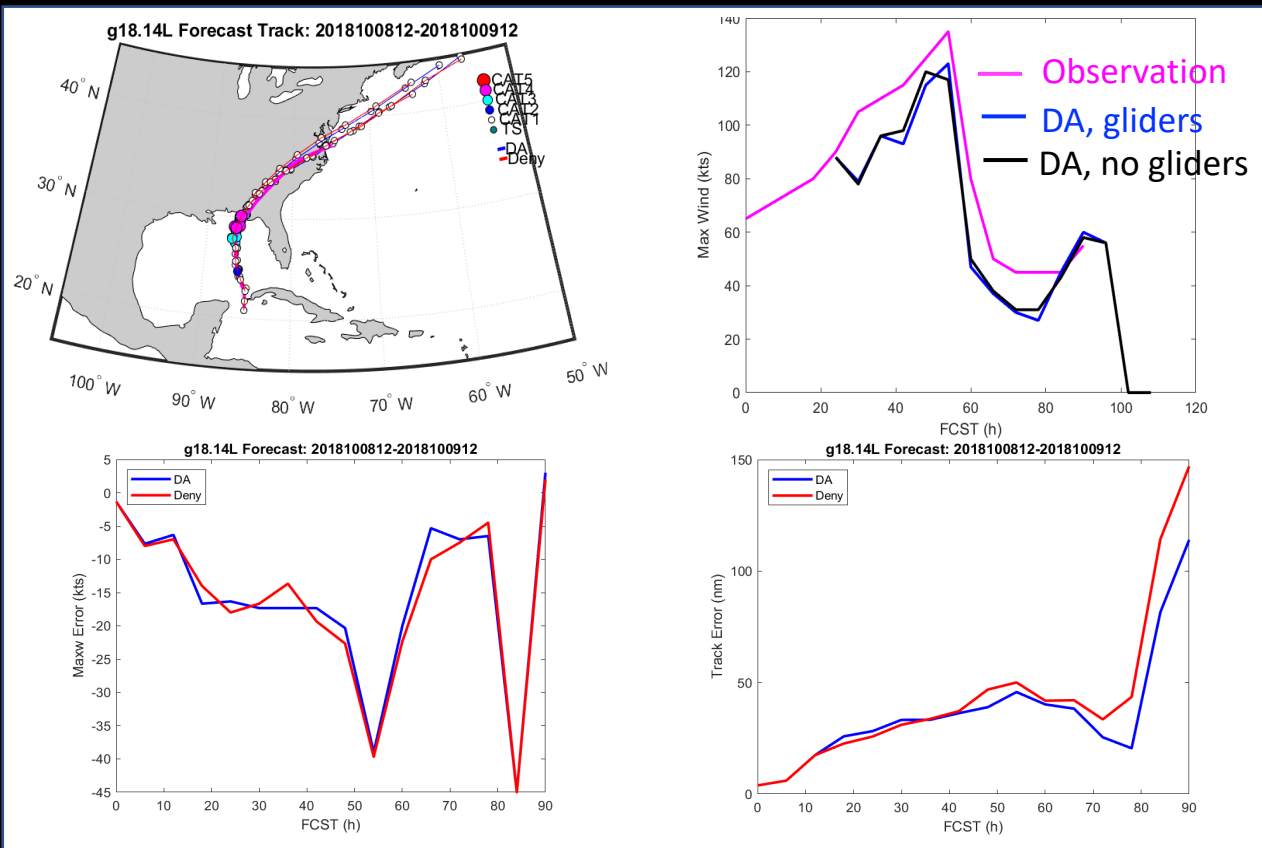 g18.14L Forecast Track: 2018100812-2018100912
40° N
30° N
20° N
100° W
90° W
80° W
70° W
60° W
50° W
CAT5
CAT4
CAT3
CAT2
CAT1
TS
DA
Deny
140
120
100
80
60
40
20
0
Max Wind (kts)
0 20 40 60 80 100 120
FCST (h)
Observation
DA, gliders
DA, no gliders
g18.14L Forecast: 2018100812-2018100912
5
0
-5
-10
-15
-20
-25
-30
-35
-40
-45
Maxw Error (kts)
DA
Deny
0 10 20 30 40 50 60 70 80 90
FCST (h)
g18.14L Forecast: 2018100812-2018100912
150
100
50
0
Track Error (nm)
DA
Deny
0 10 20 30 40 50 60 70 80 90
FCST (h)